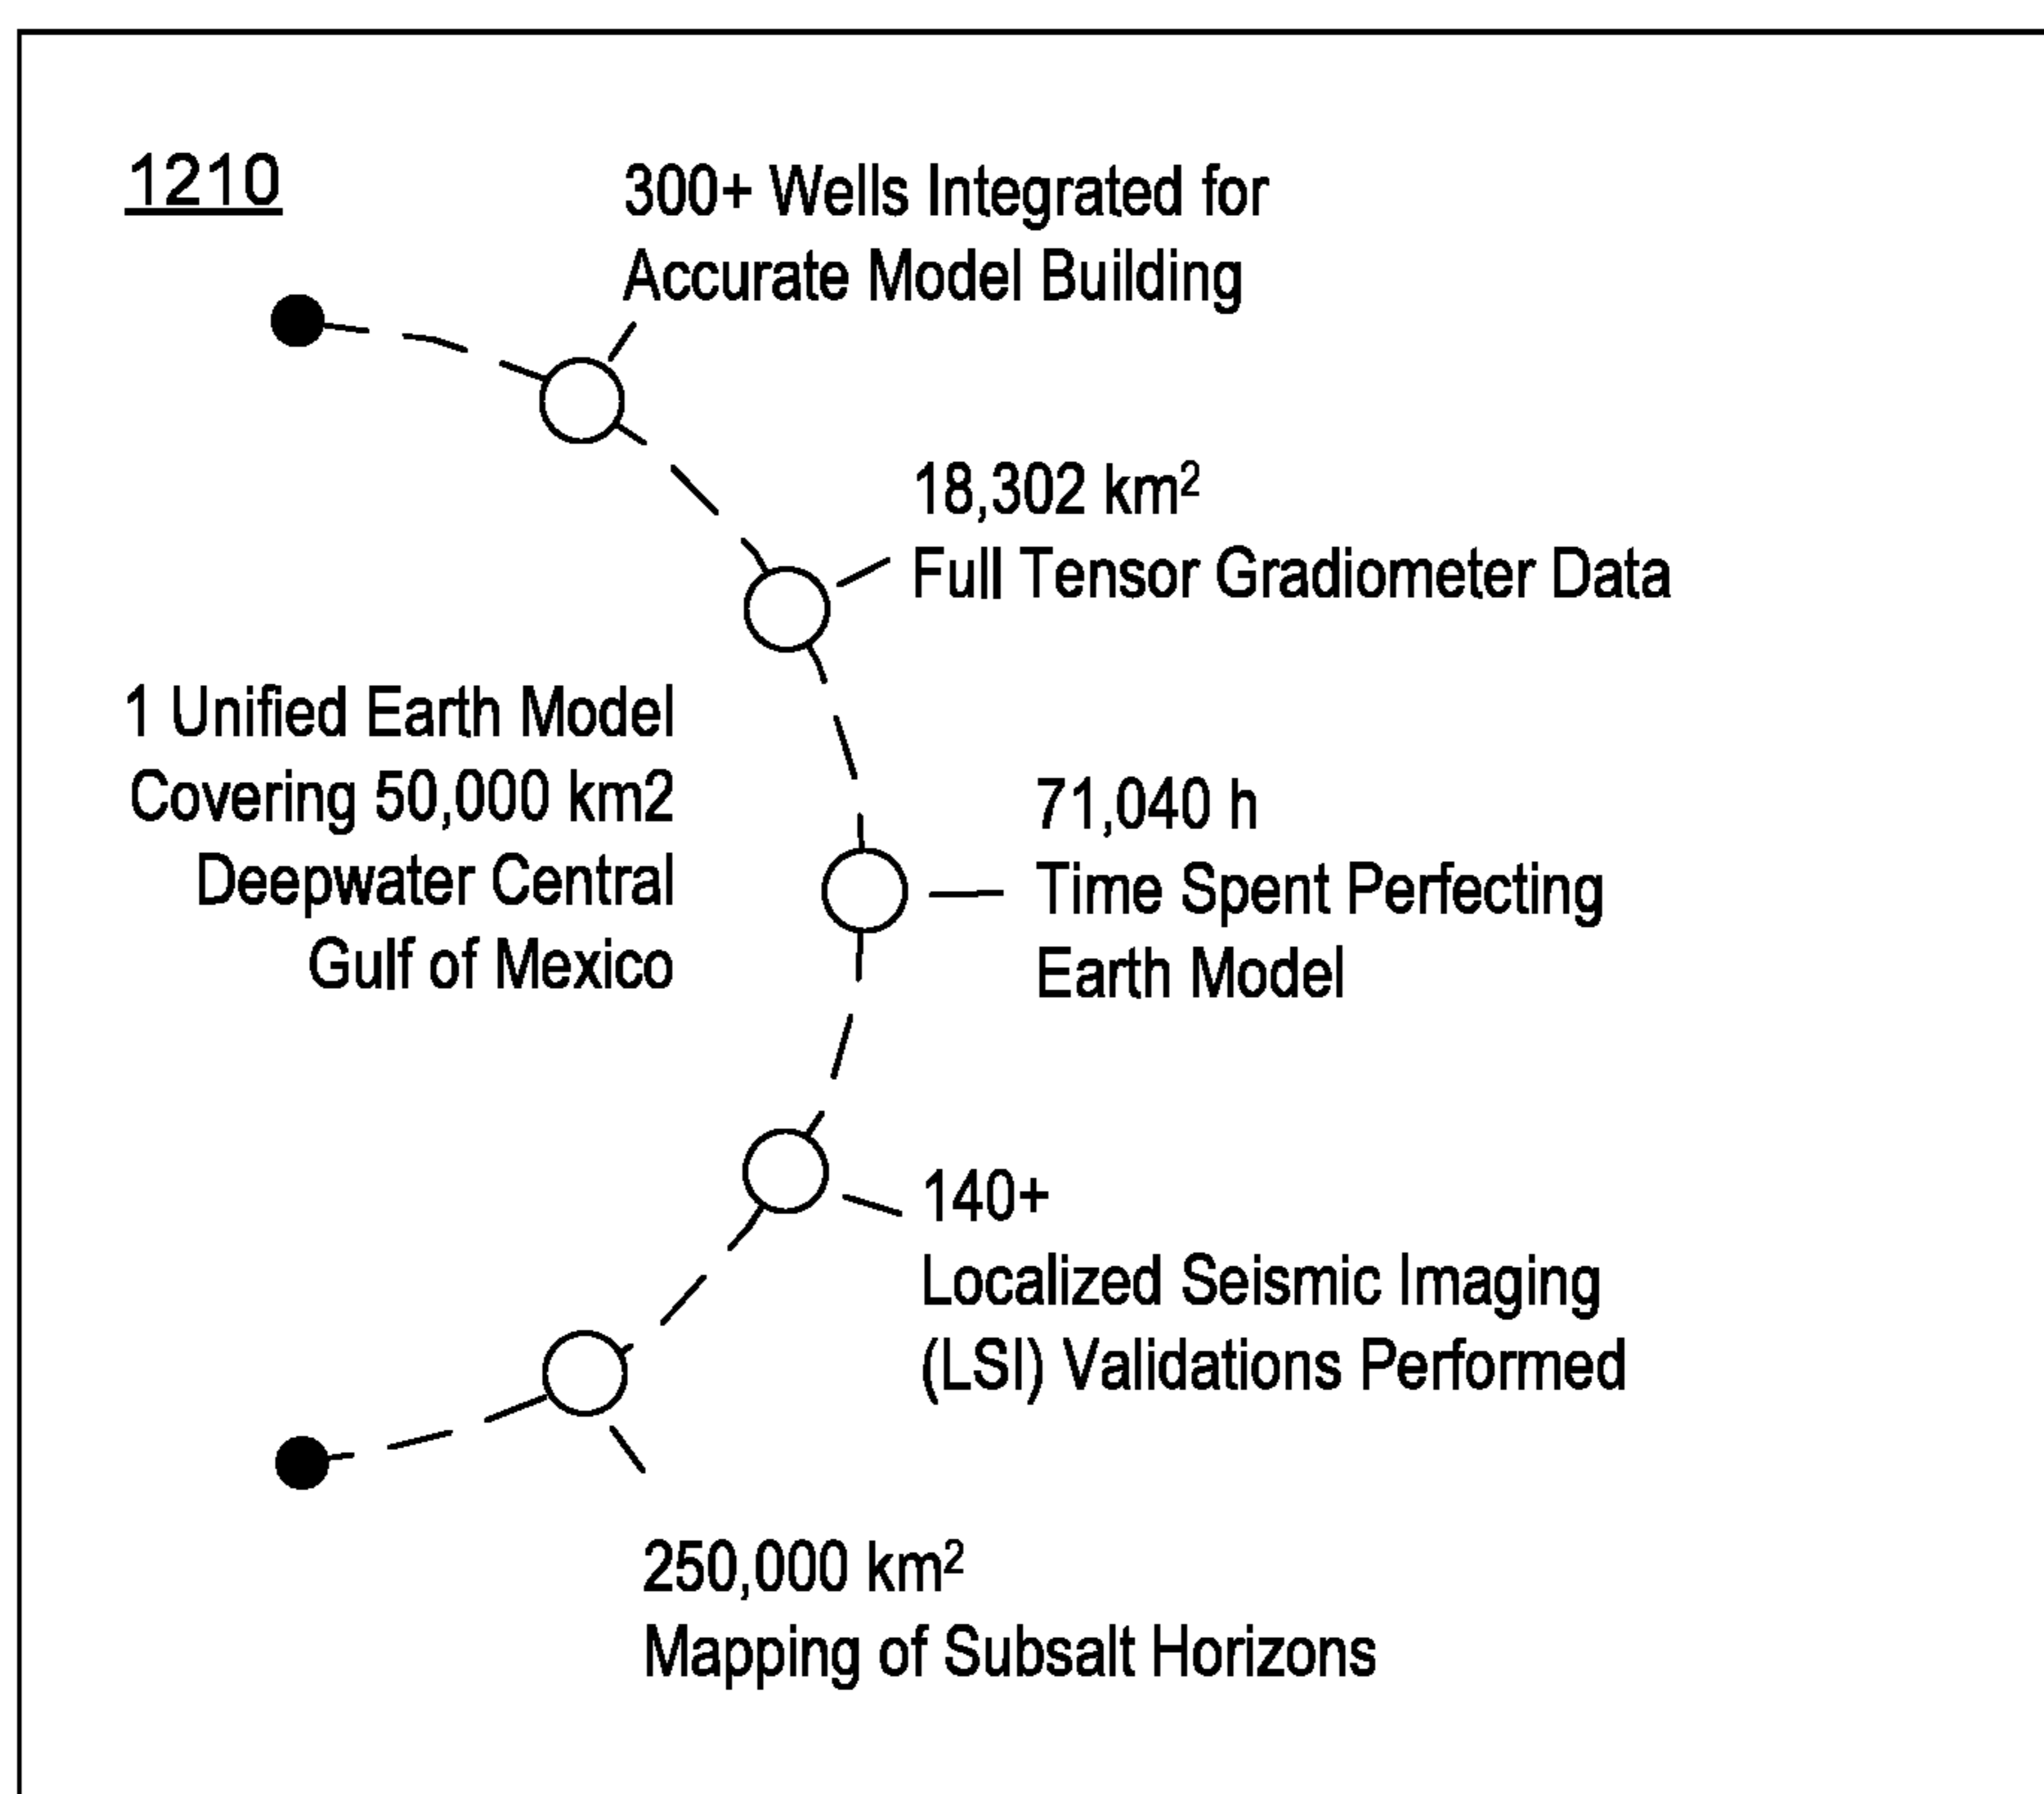 1210
300+ Wells Integrated for
Accurate Model Building
18,302 km²
Full Tensor Gradiometer Data
1 Unified Earth Model
Covering 50,000 km2
Deepwater Central
Gulf of Mexico
71,040 h
Time Spent Perfecting
Earth Model
140+
Localized Seismic Imaging
(LSI) Validations Performed
250,000 km²
Mapping of Subsalt Horizons